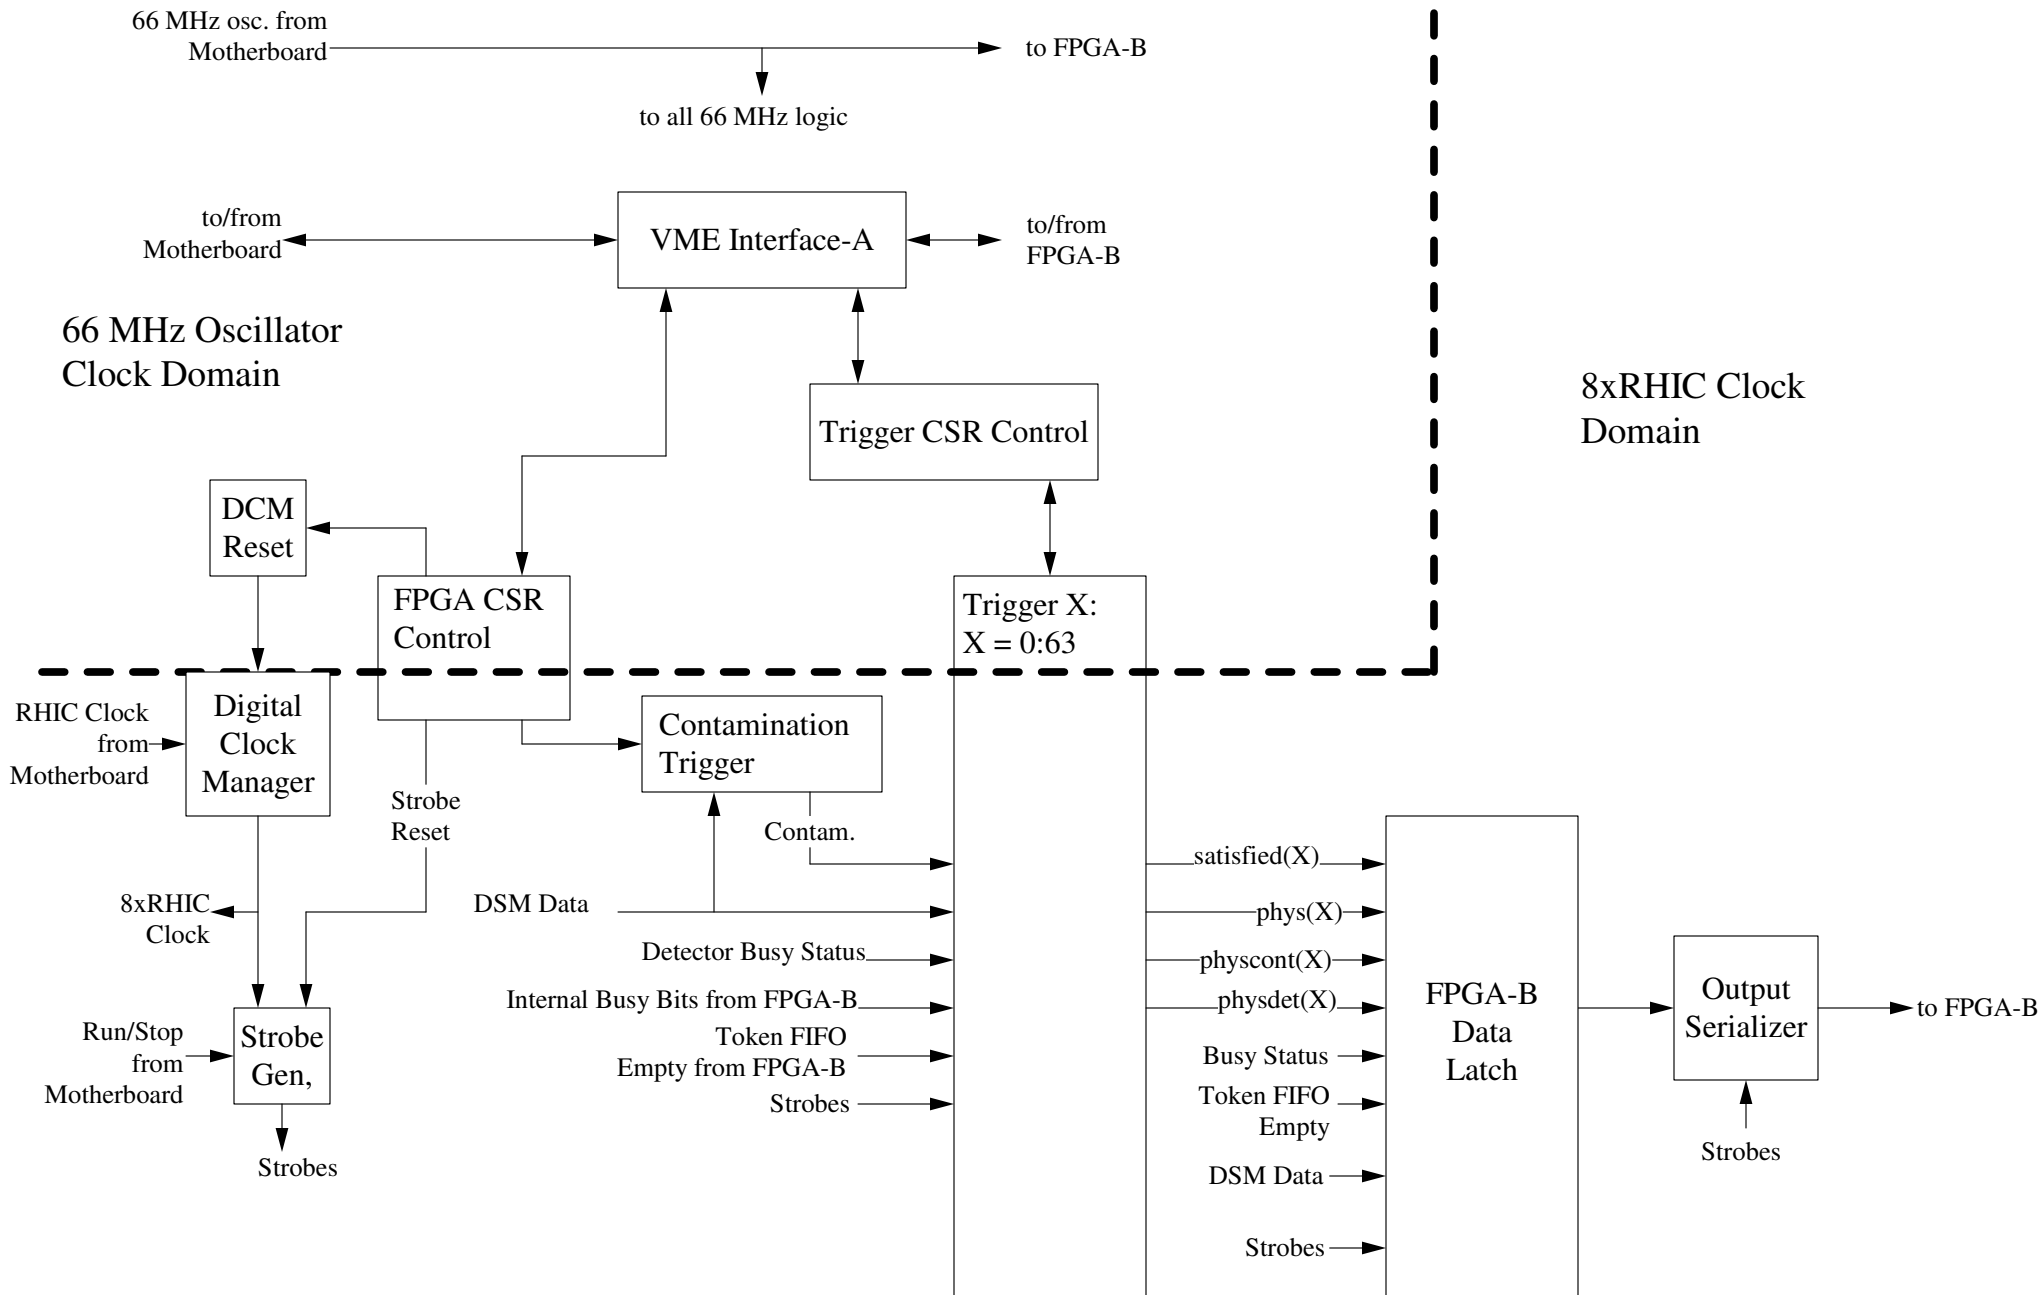 66 MHz osc. from
Motherboard
to FPGA-B
to all 66 MHz logic
to/from
Motherboard
VME Interface-A
to/from
FPGA-B
66 MHz Oscillator
Clock Domain
8xRHIC Clock
Domain
Trigger CSR Control
DCM
Reset
FPGA CSR
Control
Trigger X:
X = 0:63
RHIC Clock
from
Motherboard
Digital
Clock
Manager
Contamination
Trigger
Strobe
Reset
Contam.
8xRHIC
Clock
DSM Data
Detector Busy Status
Internal Busy Bits from FPGA-B
Token FIFO
Empty from FPGA-B
Strobes
Run/Stop
from
Motherboard
Strobe
Gen,
Strobes
satisfied(X)
phys(X)
physcont(X)
physdet(X)
Busy Status
Token FIFO
Empty
DSM Data
Strobes
FPGA-B
Data
Latch
Output
Serializer
to FPGA-B
Strobes